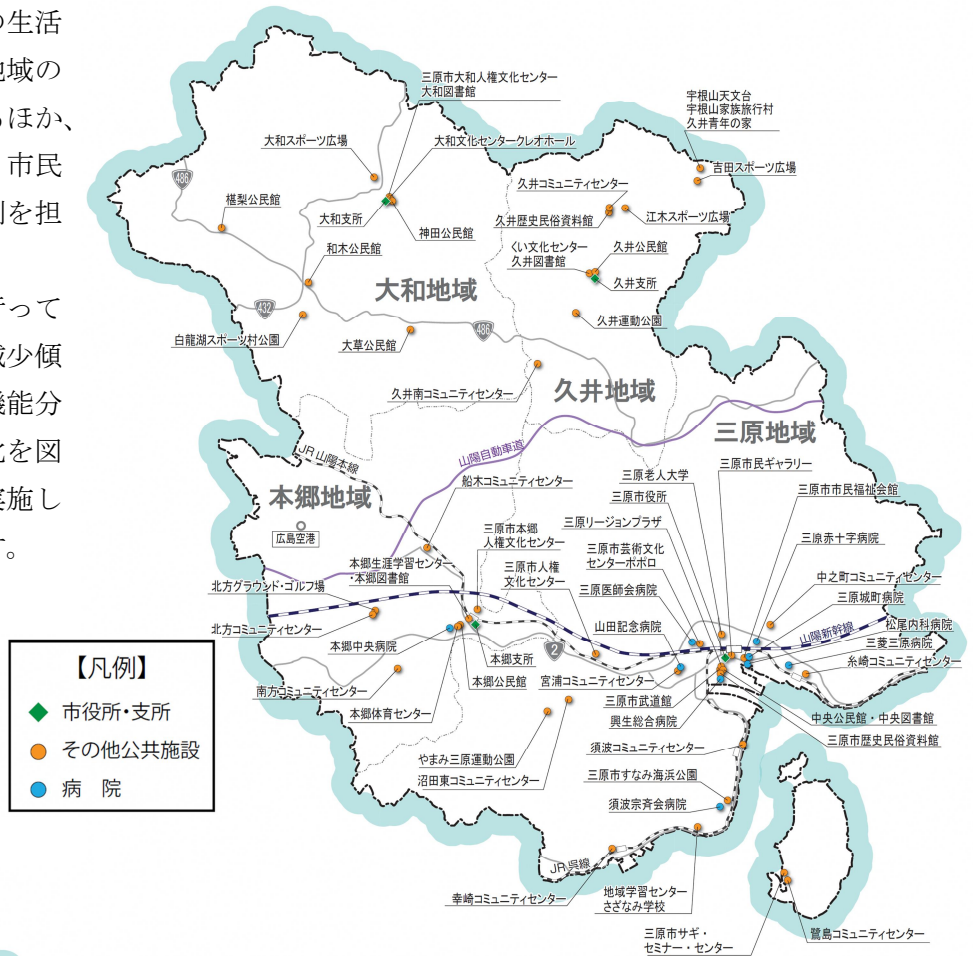 の生活
地域の
るほか、
市民
割を担
行って
減少傾
機能分
化を図
実施し
す。
三原市大和人権文化センター
大和図書館
大和スポーツ広場
大和文化センタークレオホール
宇根山天文台
宇根山家族旅行村
久井青年の家
吉田スポーツ広場
486
椹梨公民館
大和支所
神田公民館
久井コミュニティセンター
久井歴史民俗資料館
江木スポーツ広場
和木公民館
くい文化センター
久井図書館
久井公民館
久井支所
大和地域
432
白龍湖スポーツ村公園
大草公民館
486
久井運動公園
久井南コミュニティセンター
久井地域
三原地域
JR山陽本線
山陽自動車道
本郷地域
広島空港
船木コミュニティセンター
三原老人大学
三原市民ギャラリー
三原市役所
三原市市民福祉会館
三原リージョンプラザ
三原市本郷
人権文化センター
三原赤十字病院
三原市芸術文化
センターポポロ
本郷生涯学習センター
・本郷図書館
三原市人権
文化センター
中之町コミュニティセンター
三原医師会病院
三原城町病院
北方グラウンド・ゴルフ場
山陽新幹線
松尾内科病院
北方コミュニティセンター
山田記念病院
三菱三原病院
本郷中央病院
2
本郷支所
宮浦コミュニティセンター
糸崎コミュニティセンター
南方コミュニティセンター
本郷公民館
三原市武道館
本郷体育センター
興生総合病院
中央公民館・中央図書館
三原市歴史民俗資料館
やまみ三原運動公園
須波コミュニティセンター
沼田東コミュニティセンター
三原市すなみ海浜公園
須波宗斉会病院
JR呉線
幸崎コミュニティセンター
地域学習センター
さざなみ学校
三原市サギ・
セミナー・センター
鷺島コミュニティセンター
【凡例】
市役所・支所
その他公共施設
病 院